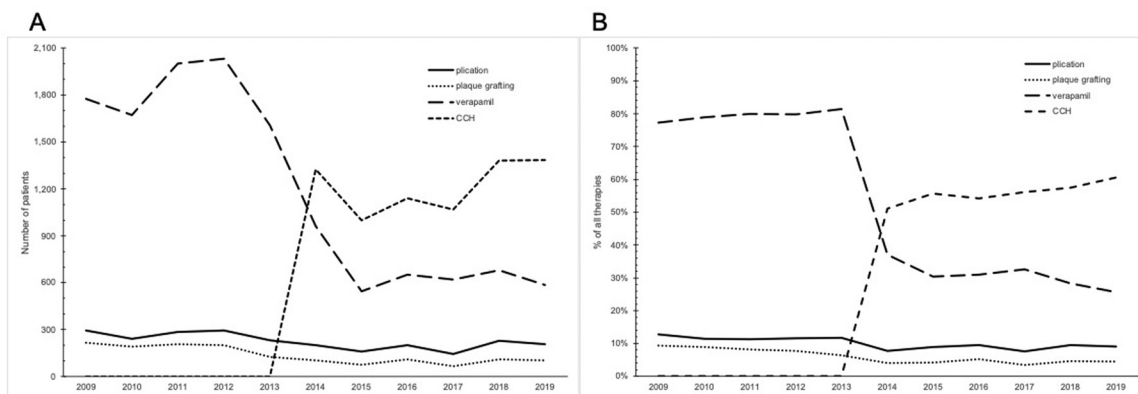 A
Number of patients
2,100
1,800
1,500
1,200
900
600
300
0
2009 2010 2011 2012 2013 2014 2015 2016 2017 2018 2019
plication
plaque grafting
verapamil
CCH
B
% of all therapies
100%
90%
80%
70%
60%
50%
40%
30%
20%
10%
0%
2009 2010 2011 2012 2013 2014 2015 2016 2017 2018 2019
plication
plaque grafting
verapamil
CCH